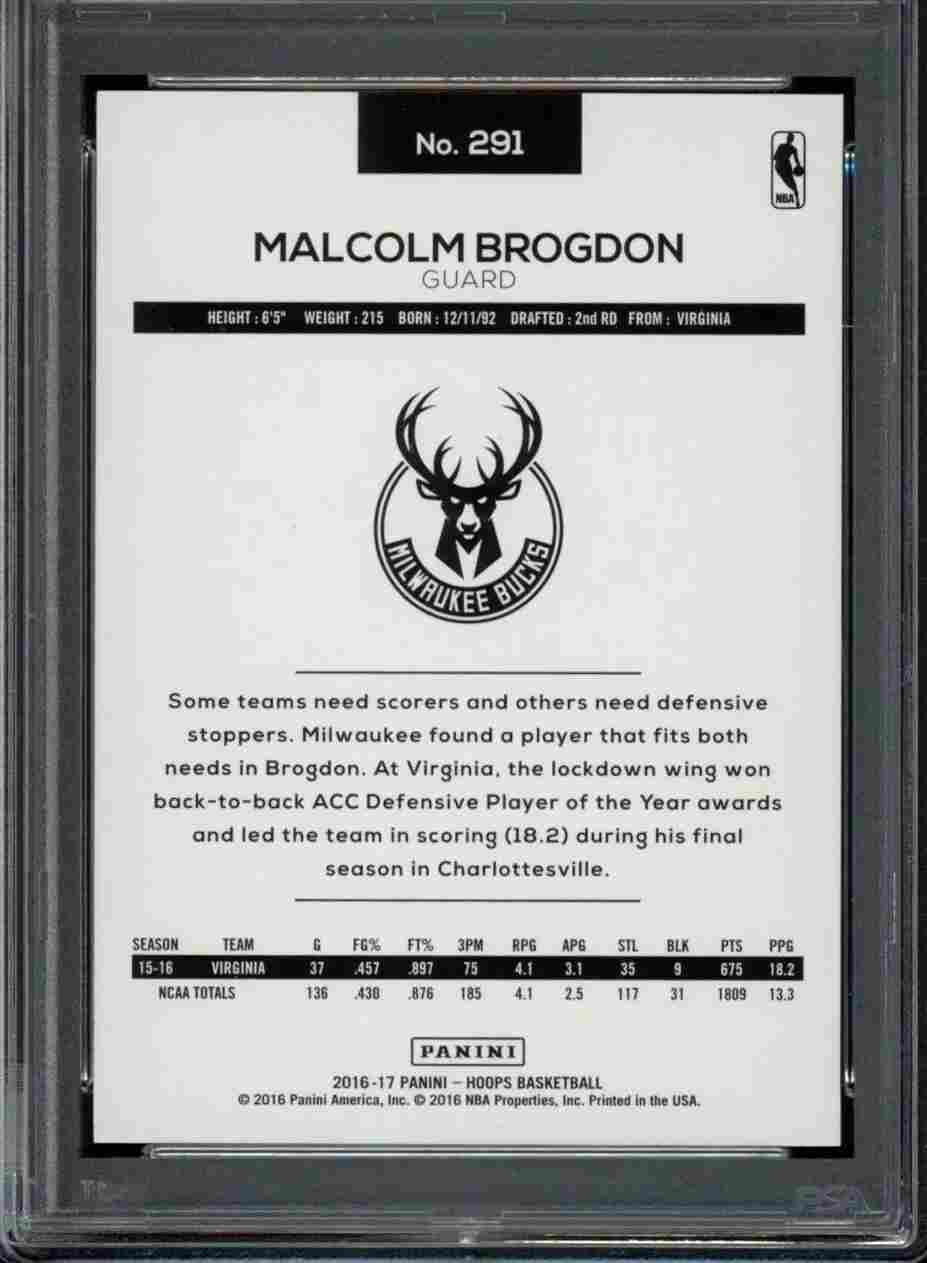 No. 291
NBA
MALCOLM BROGDON
GUARD
HEIGHT : 6'5" WEIGHT : 215 BORN : 12/11/92 DRAFTED : 2nd RD FROM : VIRGINIA
MILWAUKEE BUCKS
Some teams need scorers and others need defensive
stoppers. Milwaukee found a player that fits both
needs in Brogdon. At Virginia, the lockdown wing won
back-to-back ACC Defensive Player of the Year awards
and led the team in scoring (18.2) during his final
season in Charlottesville.
SEASON TEAM G FG% FT% 3PM RPG APG STL BLK PTS PPG
15-16 VIRGINIA 37 .457 .897 75 4.1 3.1 35 9 675 18.2
NCAA TOTALS 136 .430 .876 185 4.1 2.5 117 31 1809 13.3
PANINI
2016-17 PANINI – HOOPS BASKETBALL
© 2016 Panini America, Inc. © 2016 NBA Properties, Inc. Printed in the USA.
PSA